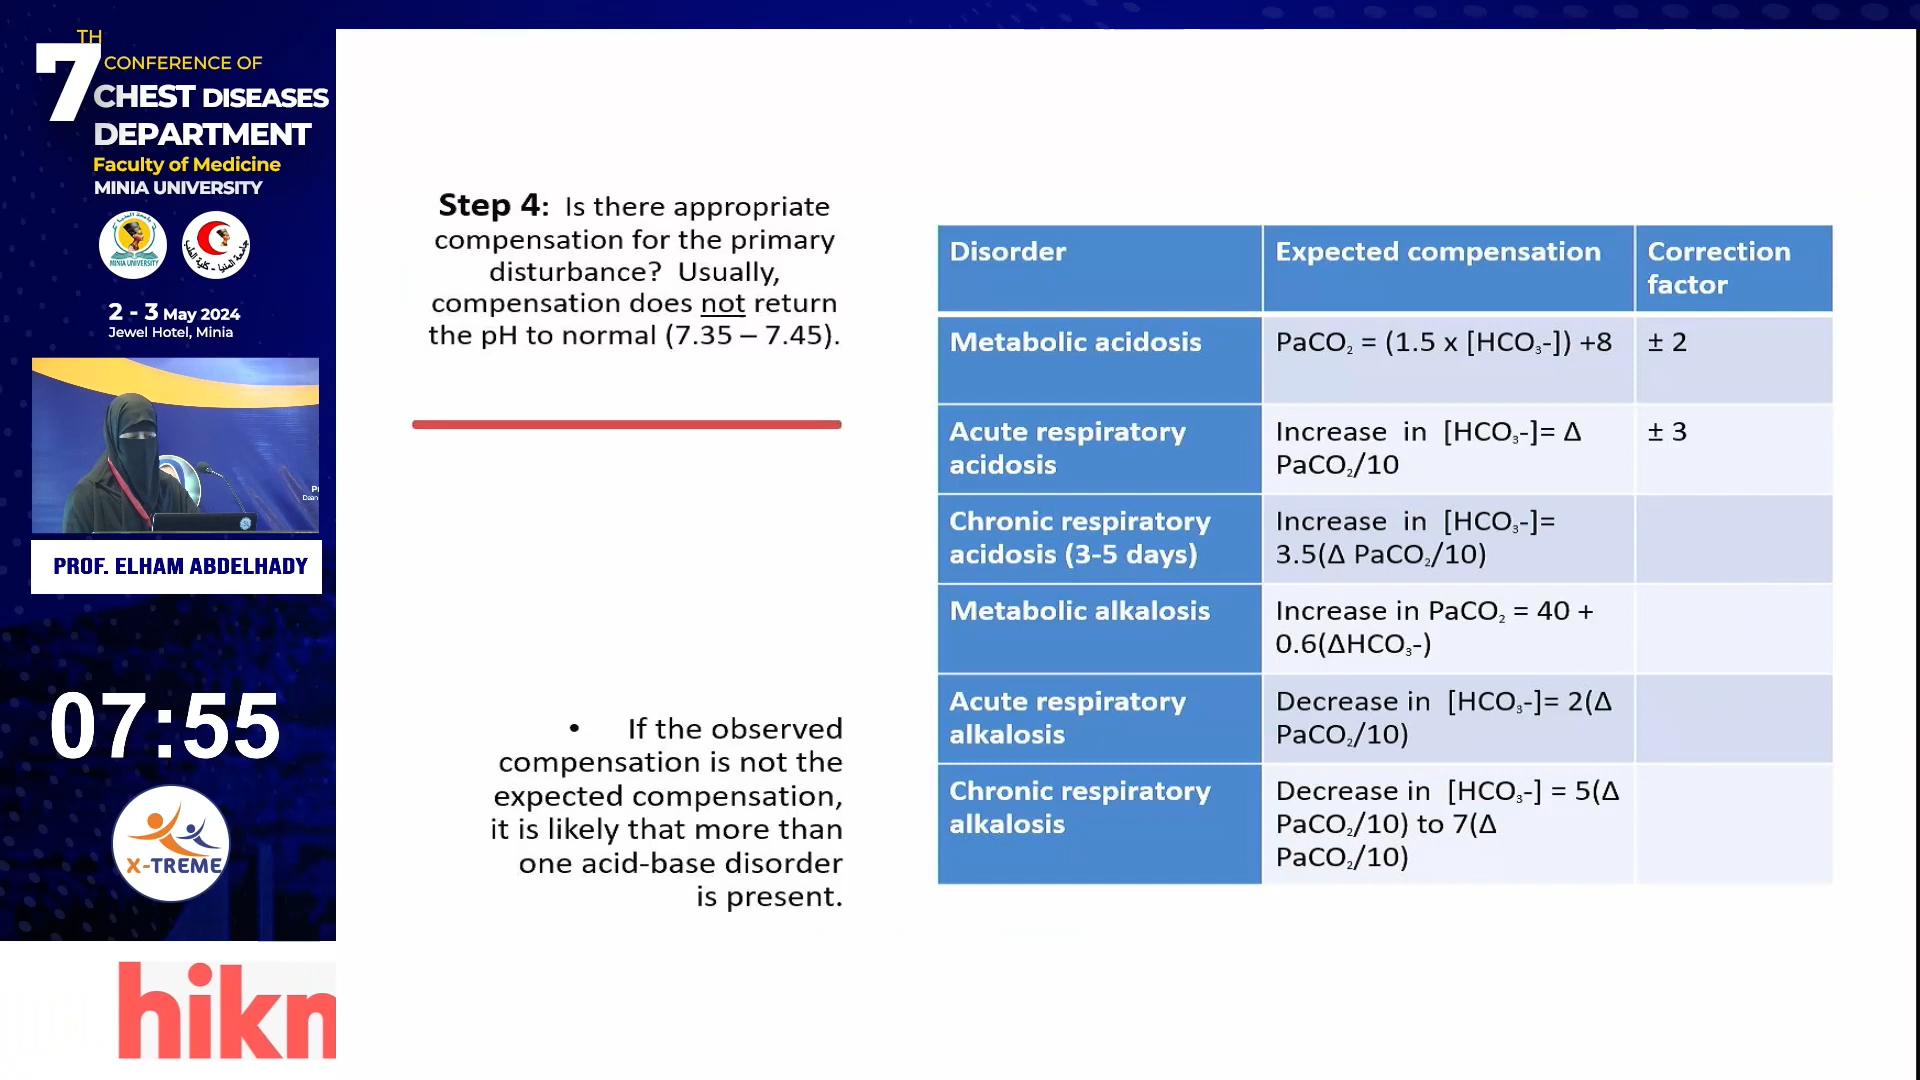 TH
7
CONFERENCE OF
CHEST DISEASES
DEPARTMENT
Faculty of Medicine
MINIA UNIVERSITY
MINIA UNIVERSITY
2 - 3 May 2024
Jewel Hotel, Minia
PROF. ELHAM ABDELHADY
07:55
X-TREME
hikn
Step 4: Is there appropriate
compensation for the primary
disturbance? Usually,
compensation does not return
the pH to normal (7.35 – 7.45).
• If the observed
compensation is not the
expected compensation,
it is likely that more than
one acid-base disorder
is present.
Disorder Expected compensation Correction
factor
Metabolic acidosis PaCO₂ = (1.5 x [HCO₃-]) +8 ± 2
Acute respiratory Increase in [HCO₃-]= Δ ± 3
acidosis PaCO₂/10
Chronic respiratory Increase in [HCO₃-]=
acidosis (3-5 days) 3.5(Δ PaCO₂/10)
Metabolic alkalosis Increase in PaCO₂ = 40 +
0.6(ΔHCO₃-)
Acute respiratory Decrease in [HCO₃-]= 2(Δ
alkalosis PaCO₂/10)
Chronic respiratory Decrease in [HCO₃-] = 5(Δ
alkalosis PaCO₂/10) to 7(Δ
PaCO₂/10)